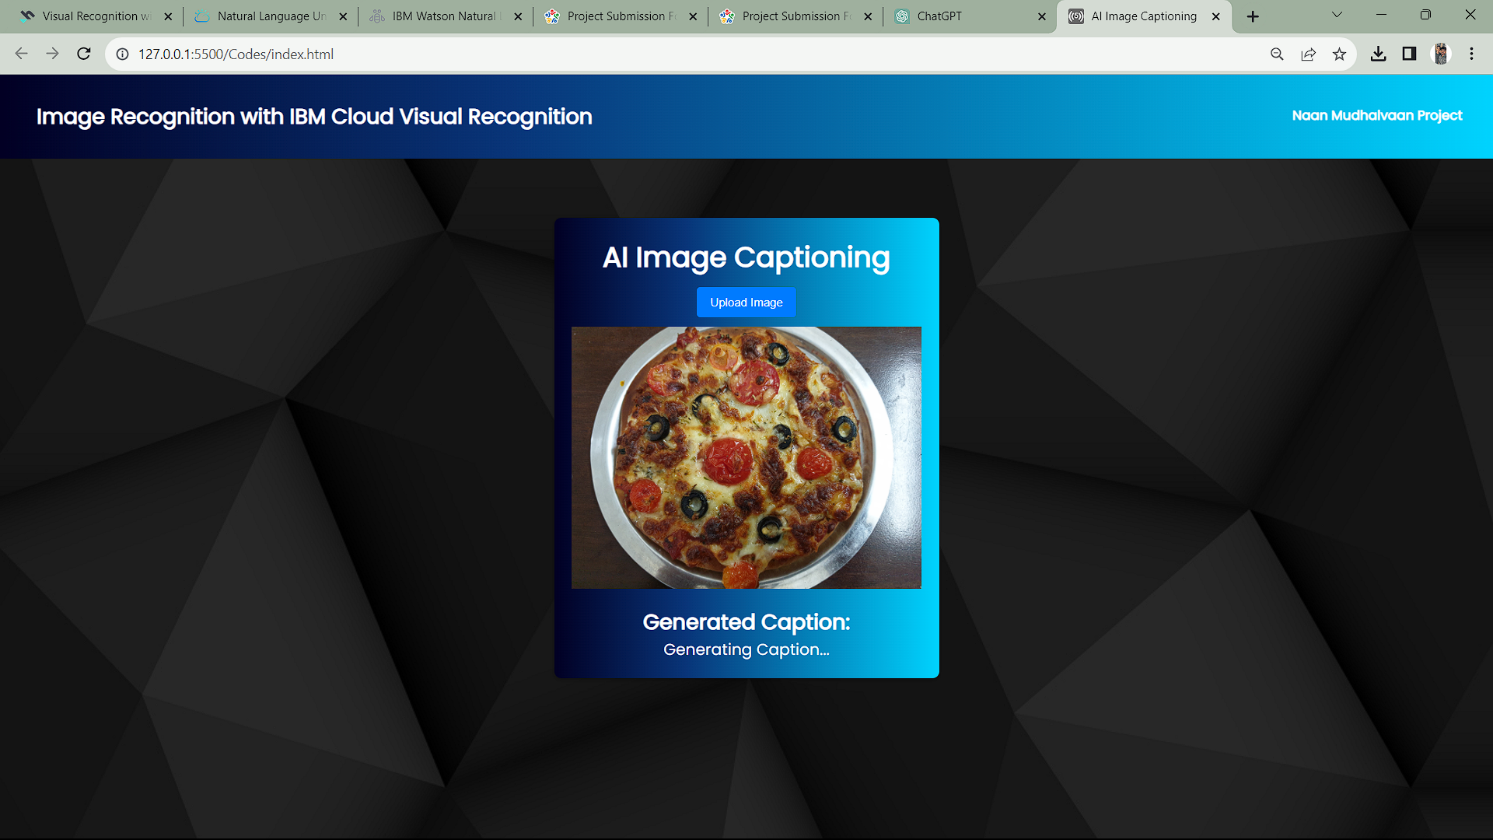 Visual Recognition wi
Natural Language Un
IBM Watson Natural
Project Submission F
Project Submission F
ChatGPT
AI Image Captioning
127.0.0.1:5500/Codes/index.html
Image Recognition with IBM Cloud Visual Recognition
Naan Mudhalvaan Project
AI Image Captioning
Upload Image
Generated Caption:
Generating Caption...